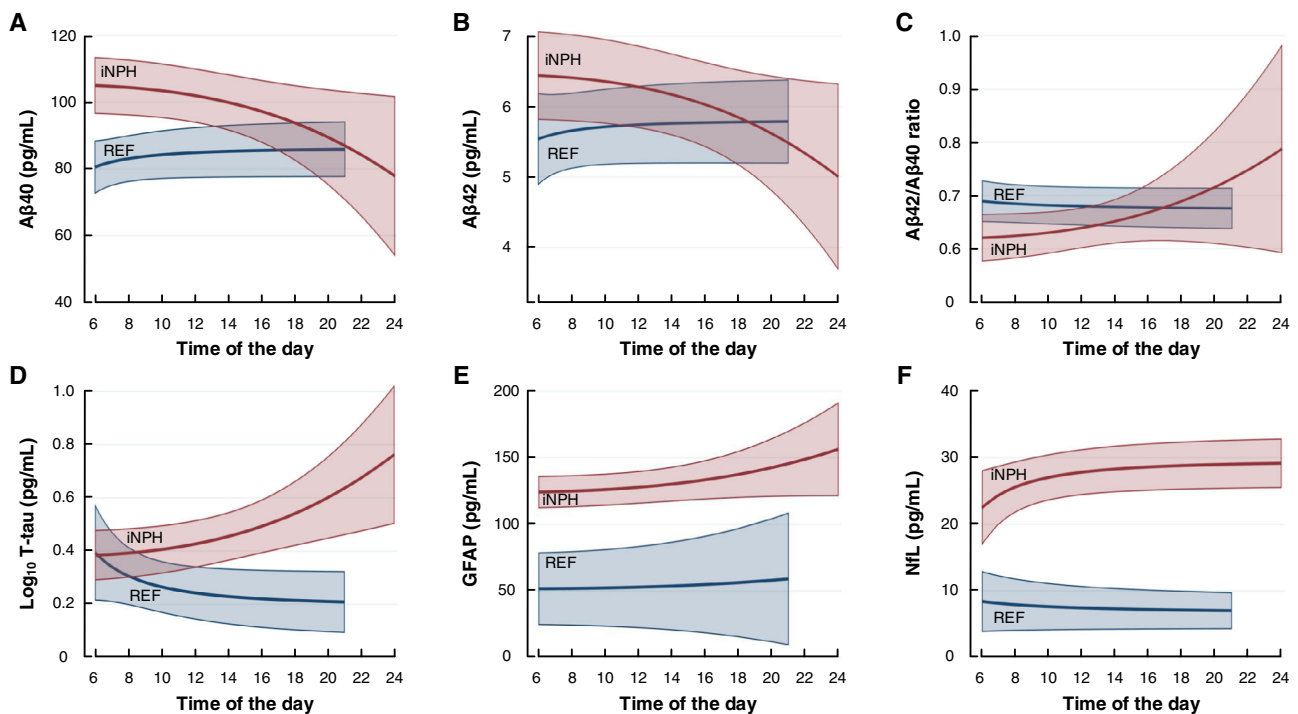 A
Aβ40 (pg/mL)
120
100
80
60
40
iNPH
REF
6 8 10 12 14 16 18 20 22 24
Time of the day
B
Aβ42 (pg/mL)
7
6
5
4
iNPH
REF
6 8 10 12 14 16 18 20 22 24
Time of the day
C
Aβ42/Aβ40 ratio
1.0
0.9
0.8
0.7
0.6
0
REF
iNPH
6 8 10 12 14 16 18 20 22 24
Time of the day
D
Log₁₀ T-tau (pg/mL)
1.0
0.8
0.6
0.4
0.2
0
iNPH
REF
6 8 10 12 14 16 18 20 22 24
Time of the day
E
GFAP (pg/mL)
200
150
100
50
0
iNPH
REF
6 8 10 12 14 16 18 20 22 24
Time of the day
F
NfL (pg/mL)
40
30
20
10
0
iNPH
REF
6 8 10 12 14 16 18 20 22 24
Time of the day